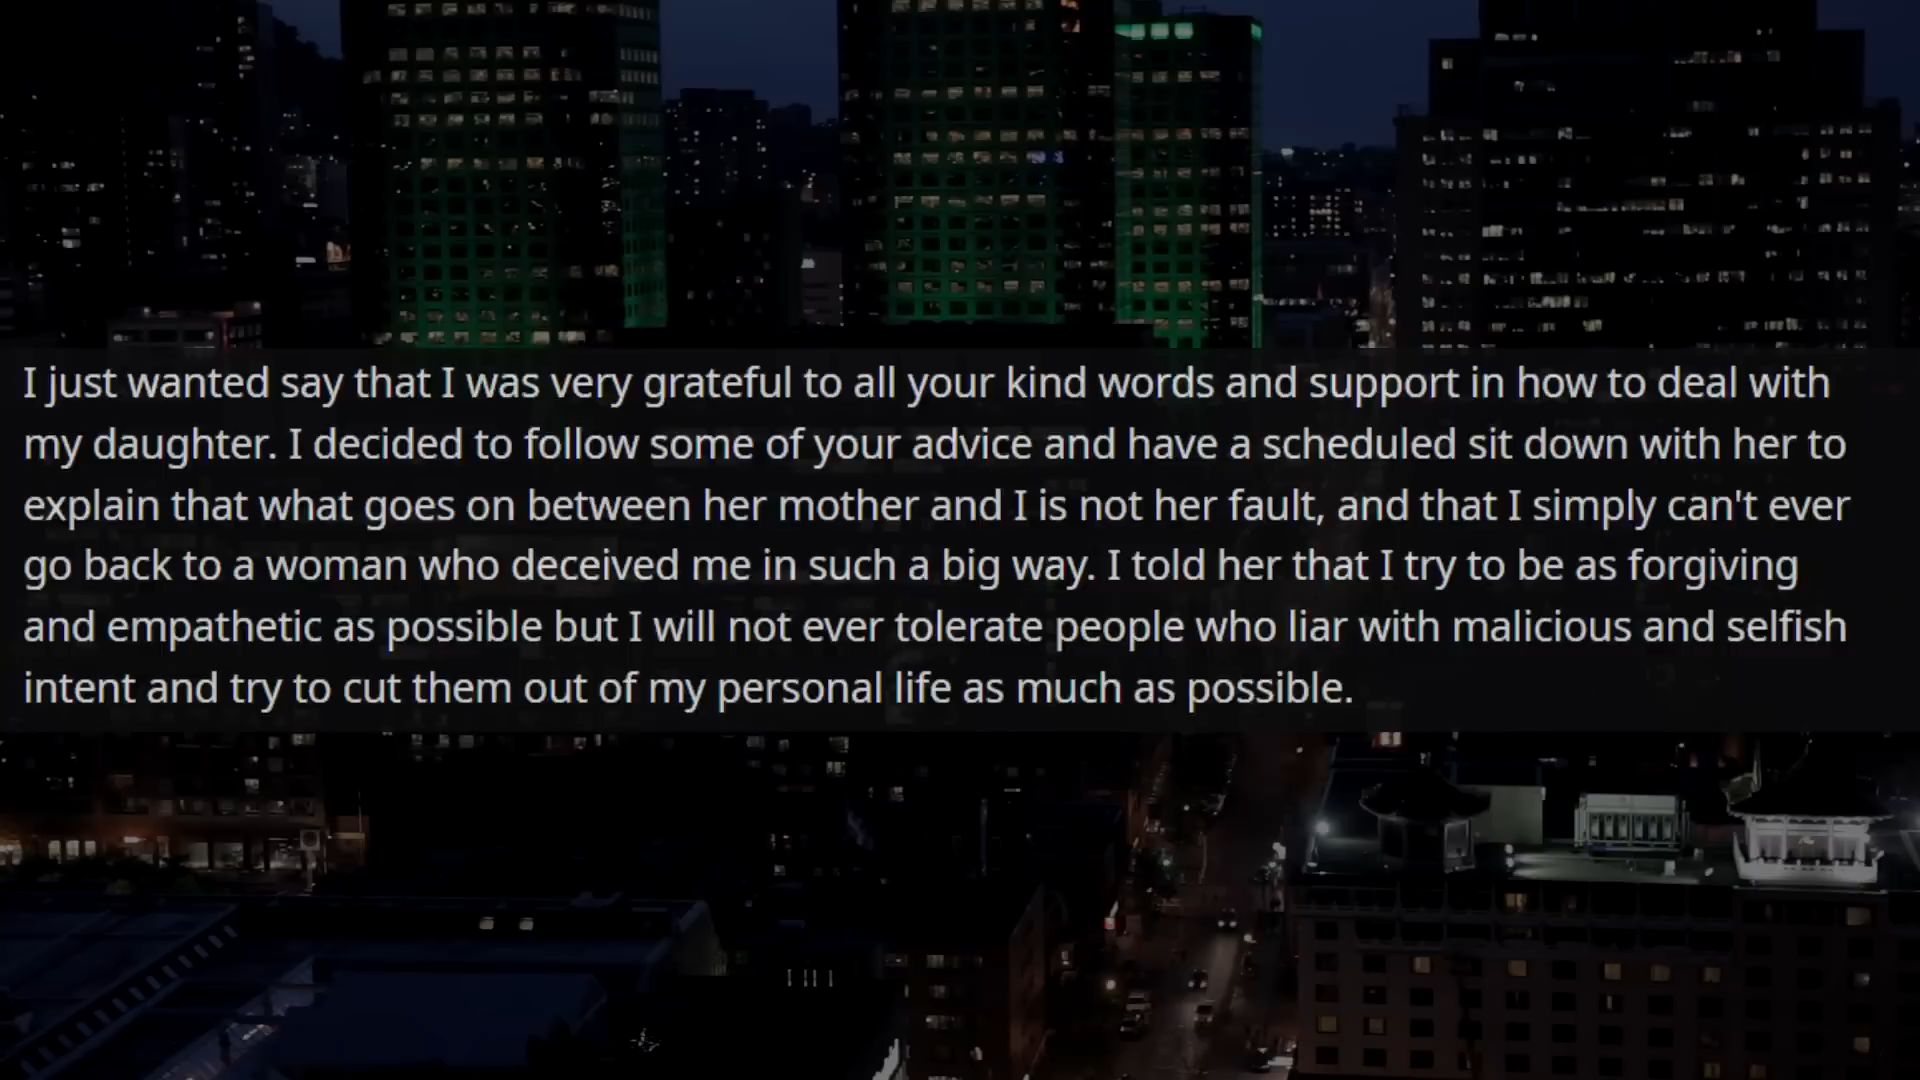 I just wanted say that I was very grateful to all your kind words and support in how to deal with
my daughter. I decided to follow some of your advice and have a scheduled sit down with her to
explain that what goes on between her mother and I is not her fault, and that I simply can't ever
go back to a woman who deceived me in such a big way. I told her that I try to be as forgiving
and empathetic as possible but I will not ever tolerate people who liar with malicious and selfish
intent and try to cut them out of my personal life as much as possible.